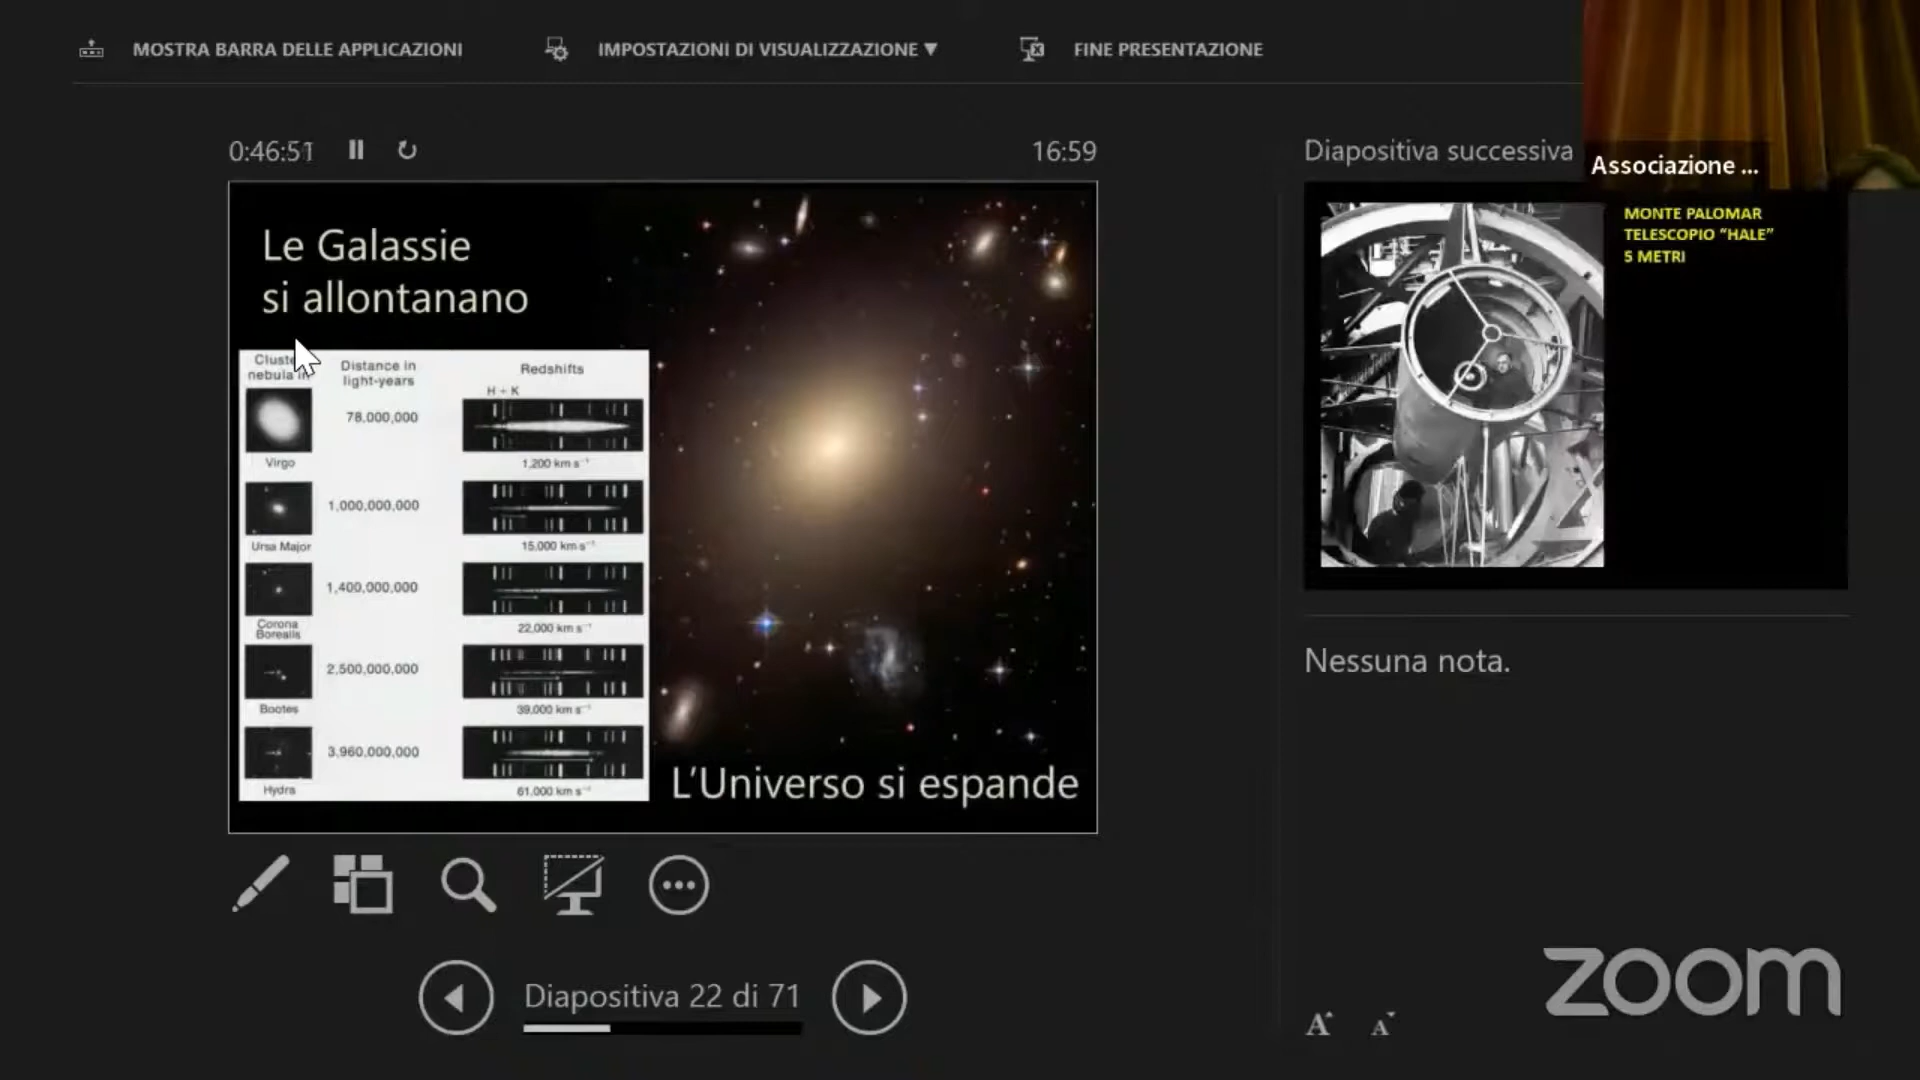 MOSTRA BARRA DELLE APPLICAZIONI
IMPOSTAZIONI DI VISUALIZZAZIONE ▼
FINE PRESENTAZIONE
0:46:51
16:59
Le Galassie
si allontanano
Cluster
nebula in
Distance in
light-years
Redshifts
H + K
78,000,000
Virgo
1,200 km s⁻¹
1,000,000,000
Ursa Major
15,000 km s⁻¹
1,400,000,000
Corona
Borealis
22,000 km s⁻¹
2,500,000,000
Bootes
39,000 km s⁻¹
3,960,000,000
Hydra
61,000 km s⁻¹
L'Universo si espande
Diapositiva 22 di 71
Diapositiva successiva
Associazione ...
MONTE PALOMAR
TELESCOPIO “HALE”
5 METRI
Nessuna nota.
A A
zoom